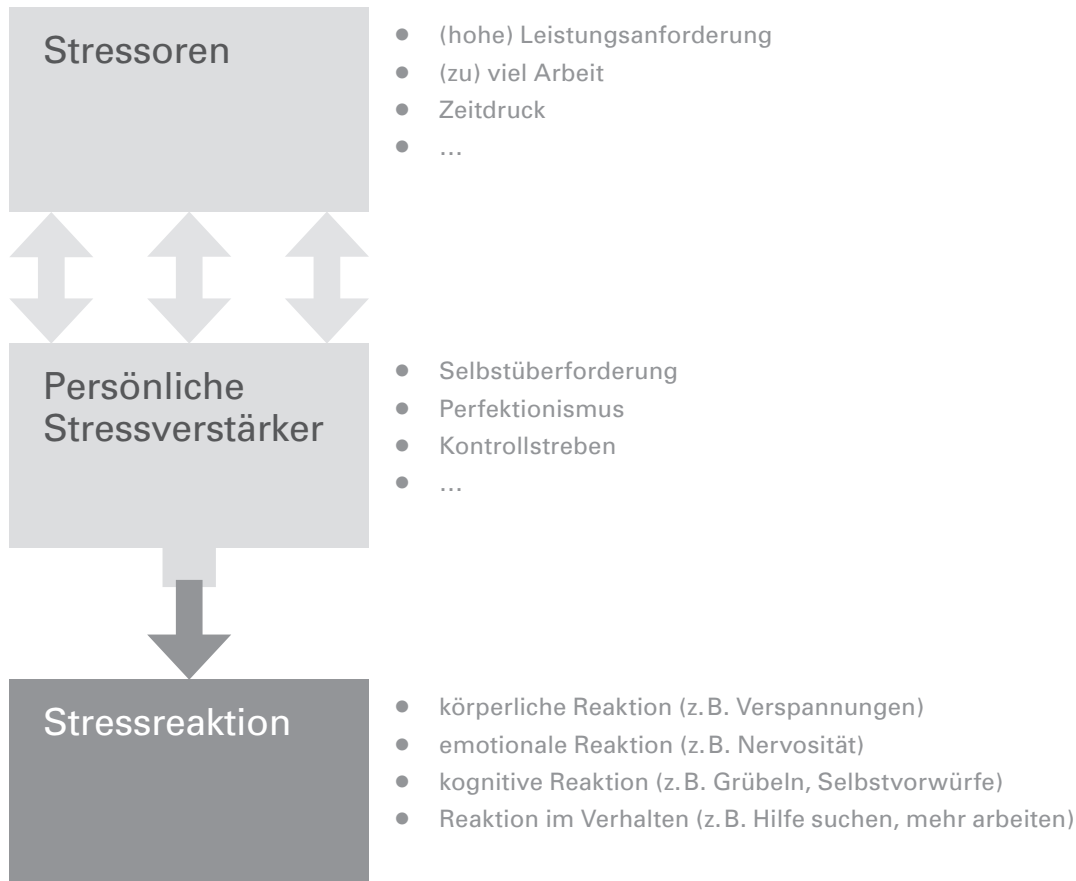 Stressoren
● (hohe) Leistungsanforderung
● (zu) viel Arbeit
● Zeitdruck
● …
Persönliche
Stressverstärker
● Selbstüberforderung
● Perfektionismus
● Kontrollstreben
● …
Stressreaktion
● körperliche Reaktion (z. B. Verspannungen)
● emotionale Reaktion (z. B. Nervosität)
● kognitive Reaktion (z. B. Grübeln, Selbstvorwürfe)
● Reaktion im Verhalten (z. B. Hilfe suchen, mehr arbeiten)